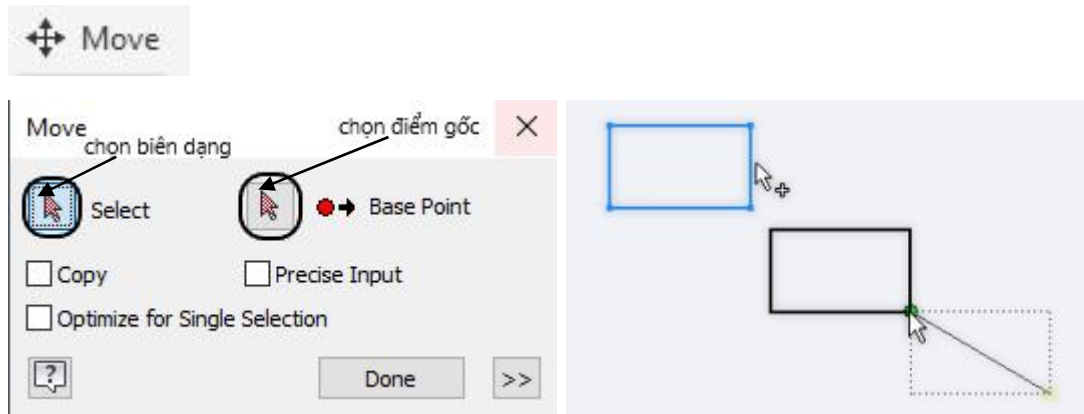 Move
Move
chọn điểm gốc
chọn biên dạng
Select
Base Point
Copy
Precise Input
Optimize for Single Selection
?
Done
>>